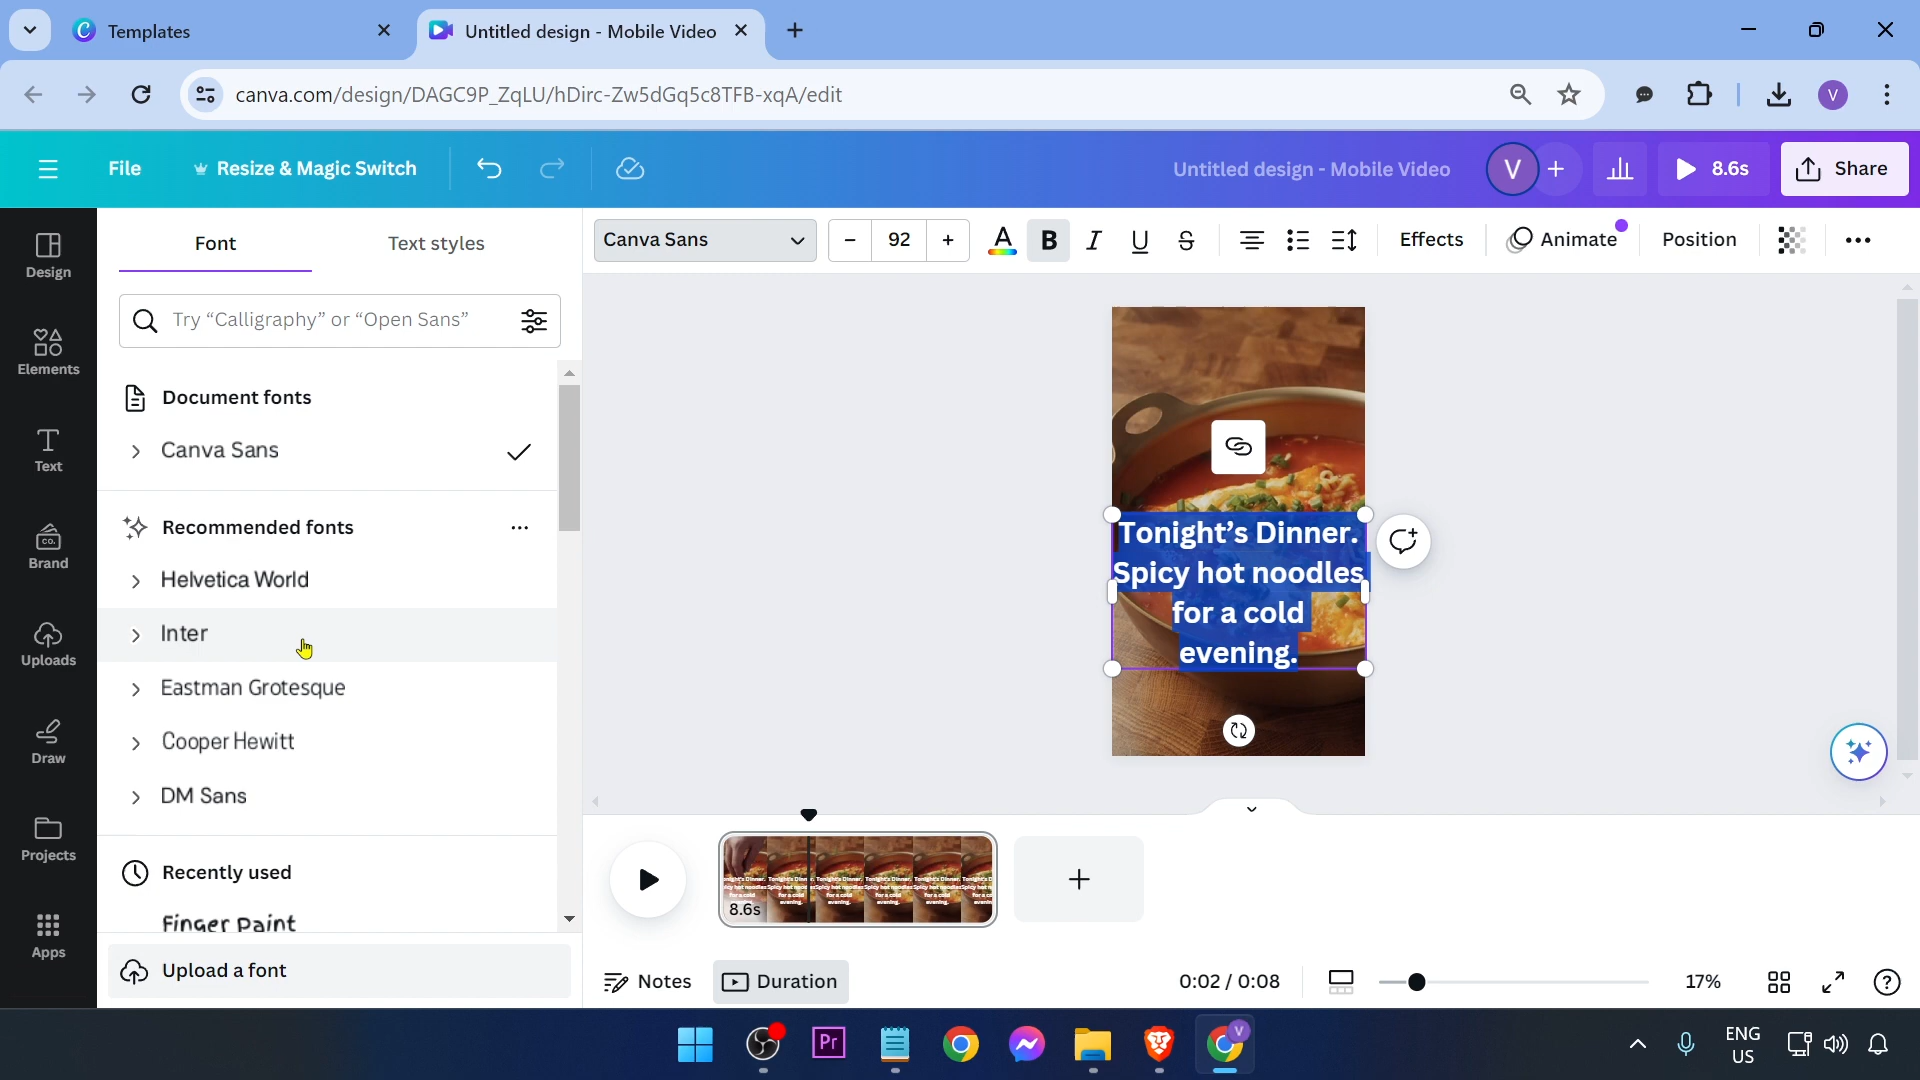 Templates
Untitled design - Mobile Video
canva.com/design/DAGC9P_ZqLU/hDirc-Zw5dGq5c8TFB-xqA/edit
V
File
Resize & Magic Switch
Untitled design - Mobile Video
V
8.6s
Share
Design
Elements
Text
CO.
Brand
Uploads
Draw
Projects
Apps
Font
Text styles
Try “Calligraphy” or “Open Sans”
Document fonts
Canva Sans
Recommended fonts
Helvetica World
Inter
Eastman Grotesque
Cooper Hewitt
DM Sans
Recently used
Finger Paint
Upload a font
Canva Sans
92
A
B
I
U
S
Effects
Animate
Position
Tonight’s Dinner.
Spicy hot noodles
for a cold
evening.
8.6s
Notes
Duration
0:02 / 0:08
17%
Pr
V
ENG
US